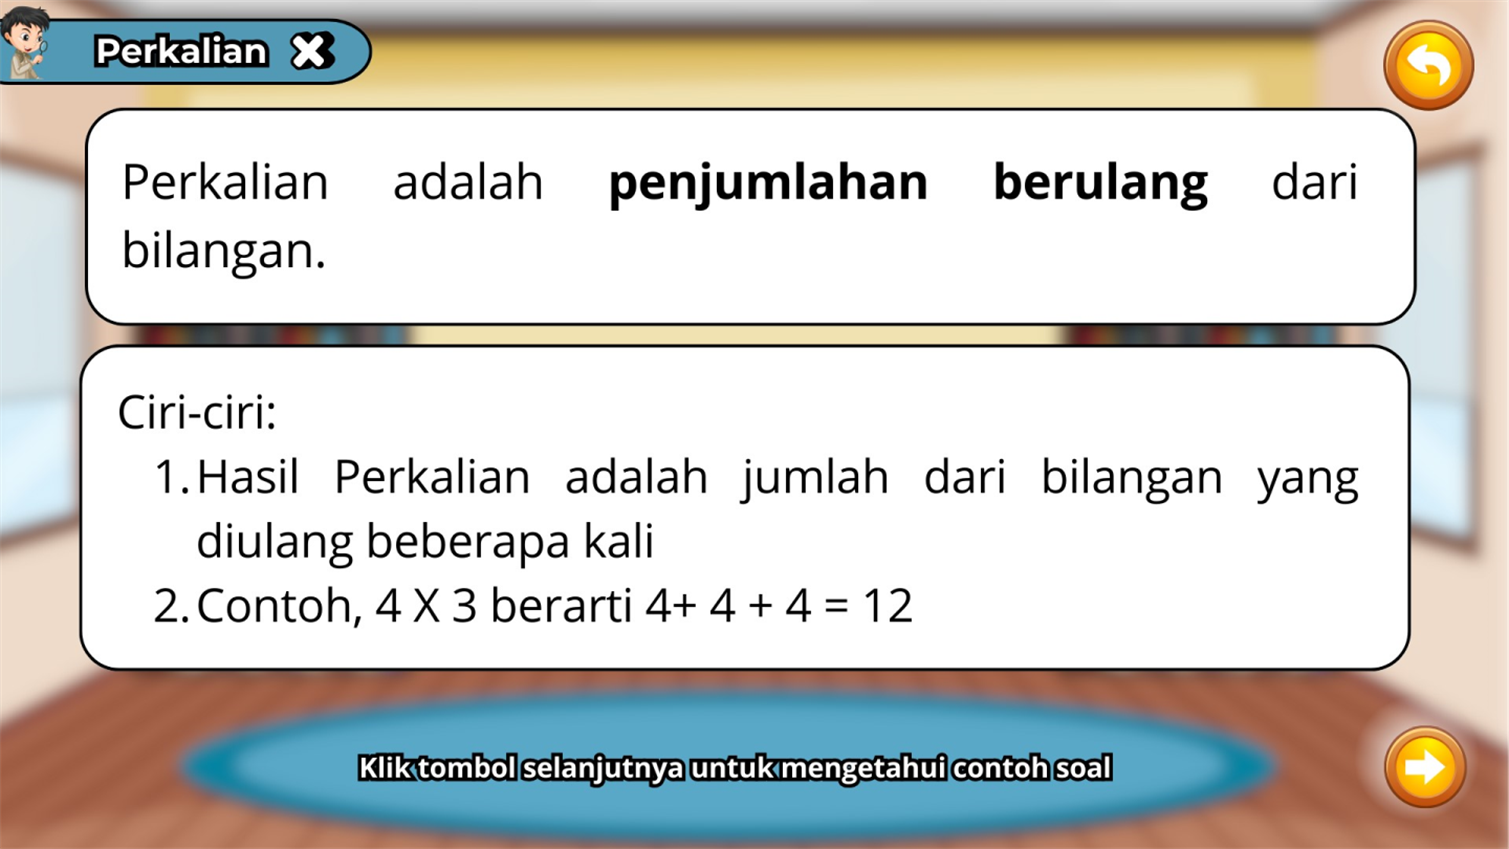 Perkalian
Perkalian adalah penjumlahan berulang dari
bilangan.
Ciri-ciri:
1. Hasil Perkalian adalah jumlah dari bilangan yang
diulang beberapa kali
2. Contoh, 4 X 3 berarti 4+ 4 + 4 = 12
Klik tombol selanjutnya untuk mengetahui contoh soal